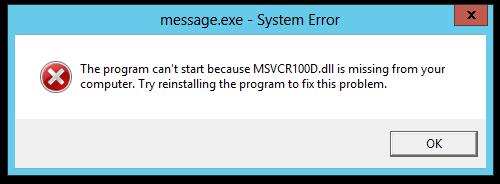 message.exe - System Error
x
The program can't start because MSVCR100D.dll is missing from your
computer. Try reinstalling the program to fix this problem.
OK